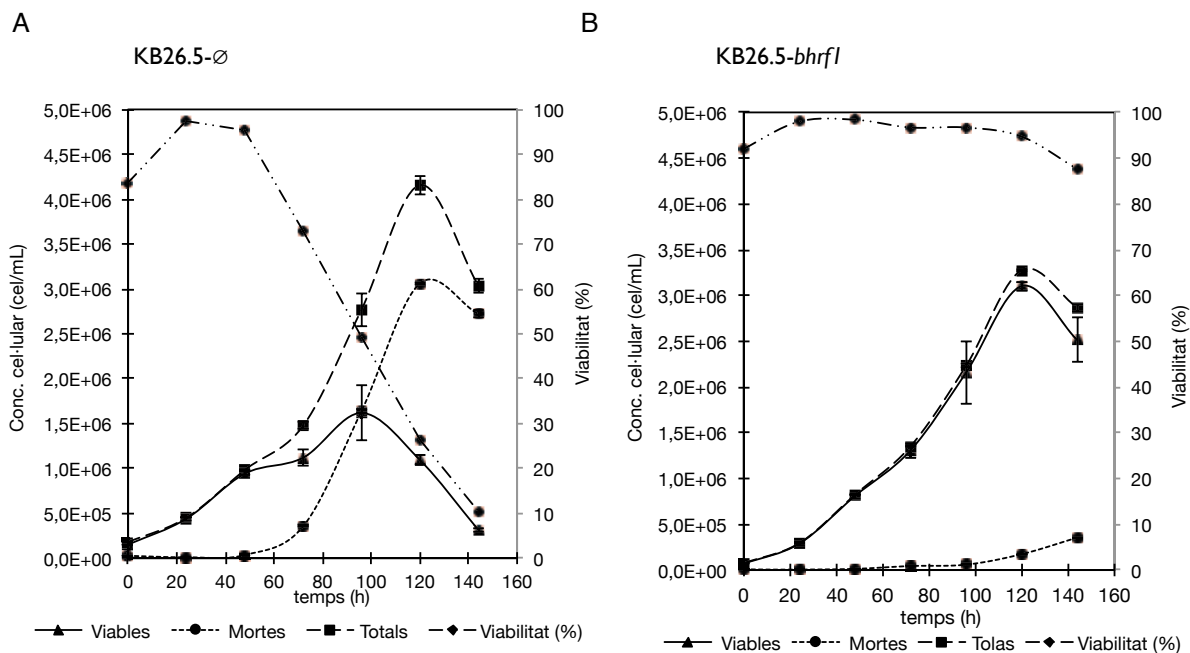 A
KB26.5-∅
5,0E+06
4,5E+06
4,0E+06
3,5E+06
3,0E+06
2,5E+06
2,0E+06
1,5E+06
1,0E+06
5,0E+05
0,0E+00
Conc. cel·lular (cel/mL)
100
90
80
70
60
50
40
30
20
10
0
Viabilitat (%)
0 20 40 60 80 100 120 140 160
temps (h)
Viables Mortes Totals Viabilitat (%)
B
KB26.5-bhrf1
5,0E+06
4,5E+06
4,0E+06
3,5E+06
3,0E+06
2,5E+06
2,0E+06
1,5E+06
1,0E+06
5,0E+05
0,0E+00
Conc. cel·lular (cel/mL)
100
90
80
70
60
50
40
30
20
10
0
Viabilitat (%)
0 20 40 60 80 100 120 140 160
temps (h)
Viables Mortes Tolas Viabilitat (%)